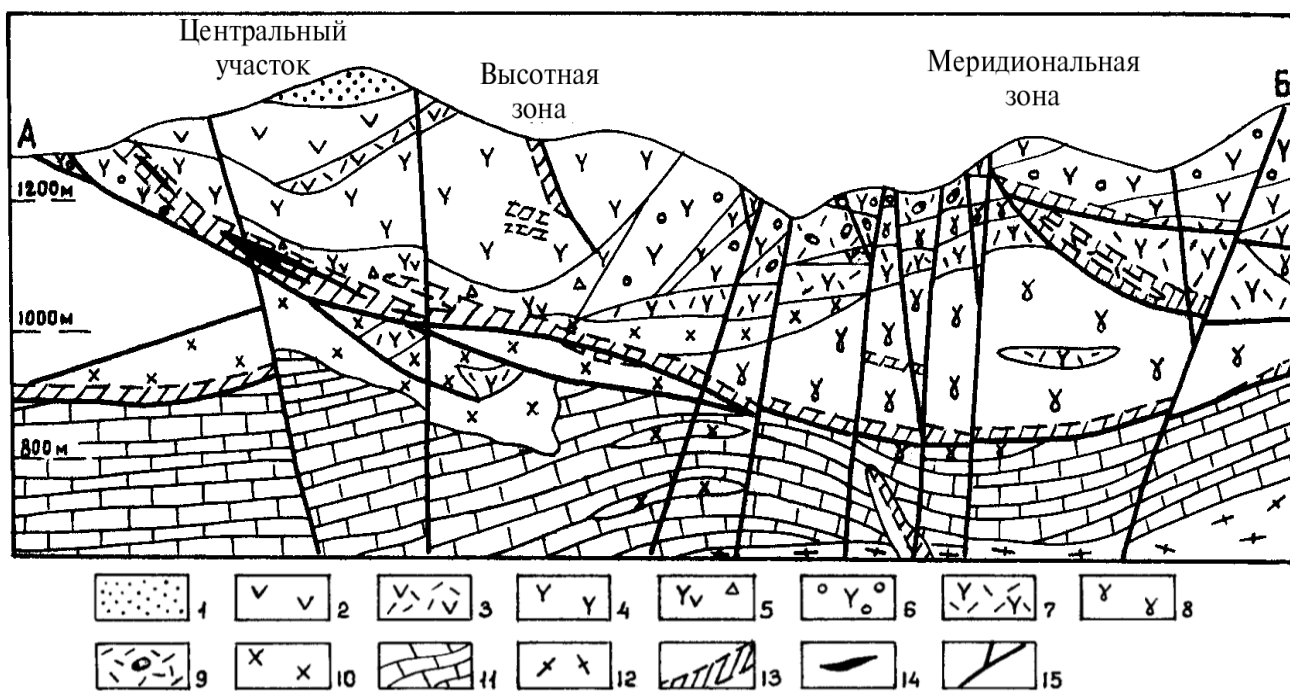 Центральный
участок
Высотная
зона
Меридиональная
зона
А
Б
1200м
1000м
800м
1 2 3 4 5 6 7 8
9 10 11 12 13 14 15